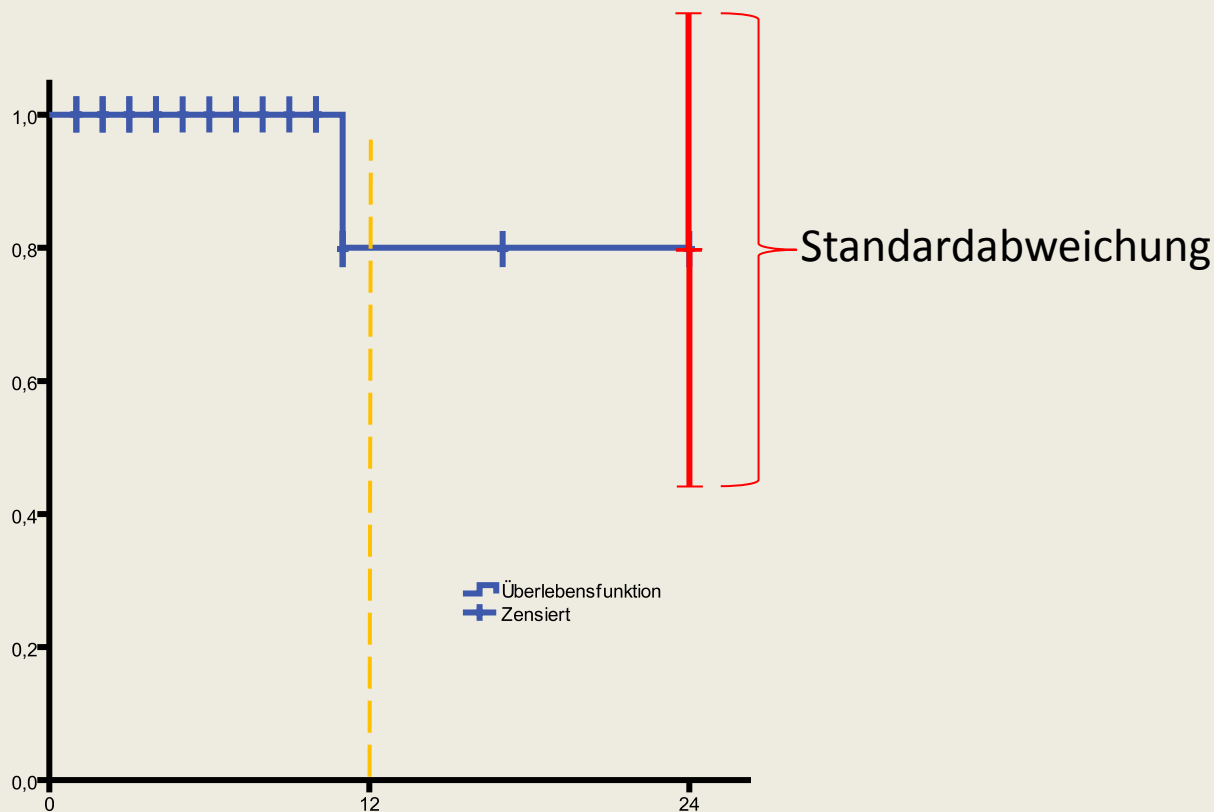 1,0
0,8
Standardabweichung
0,6
0,4
Überlebensfunktion
Zensiert
0,2
0,0
0 12 24